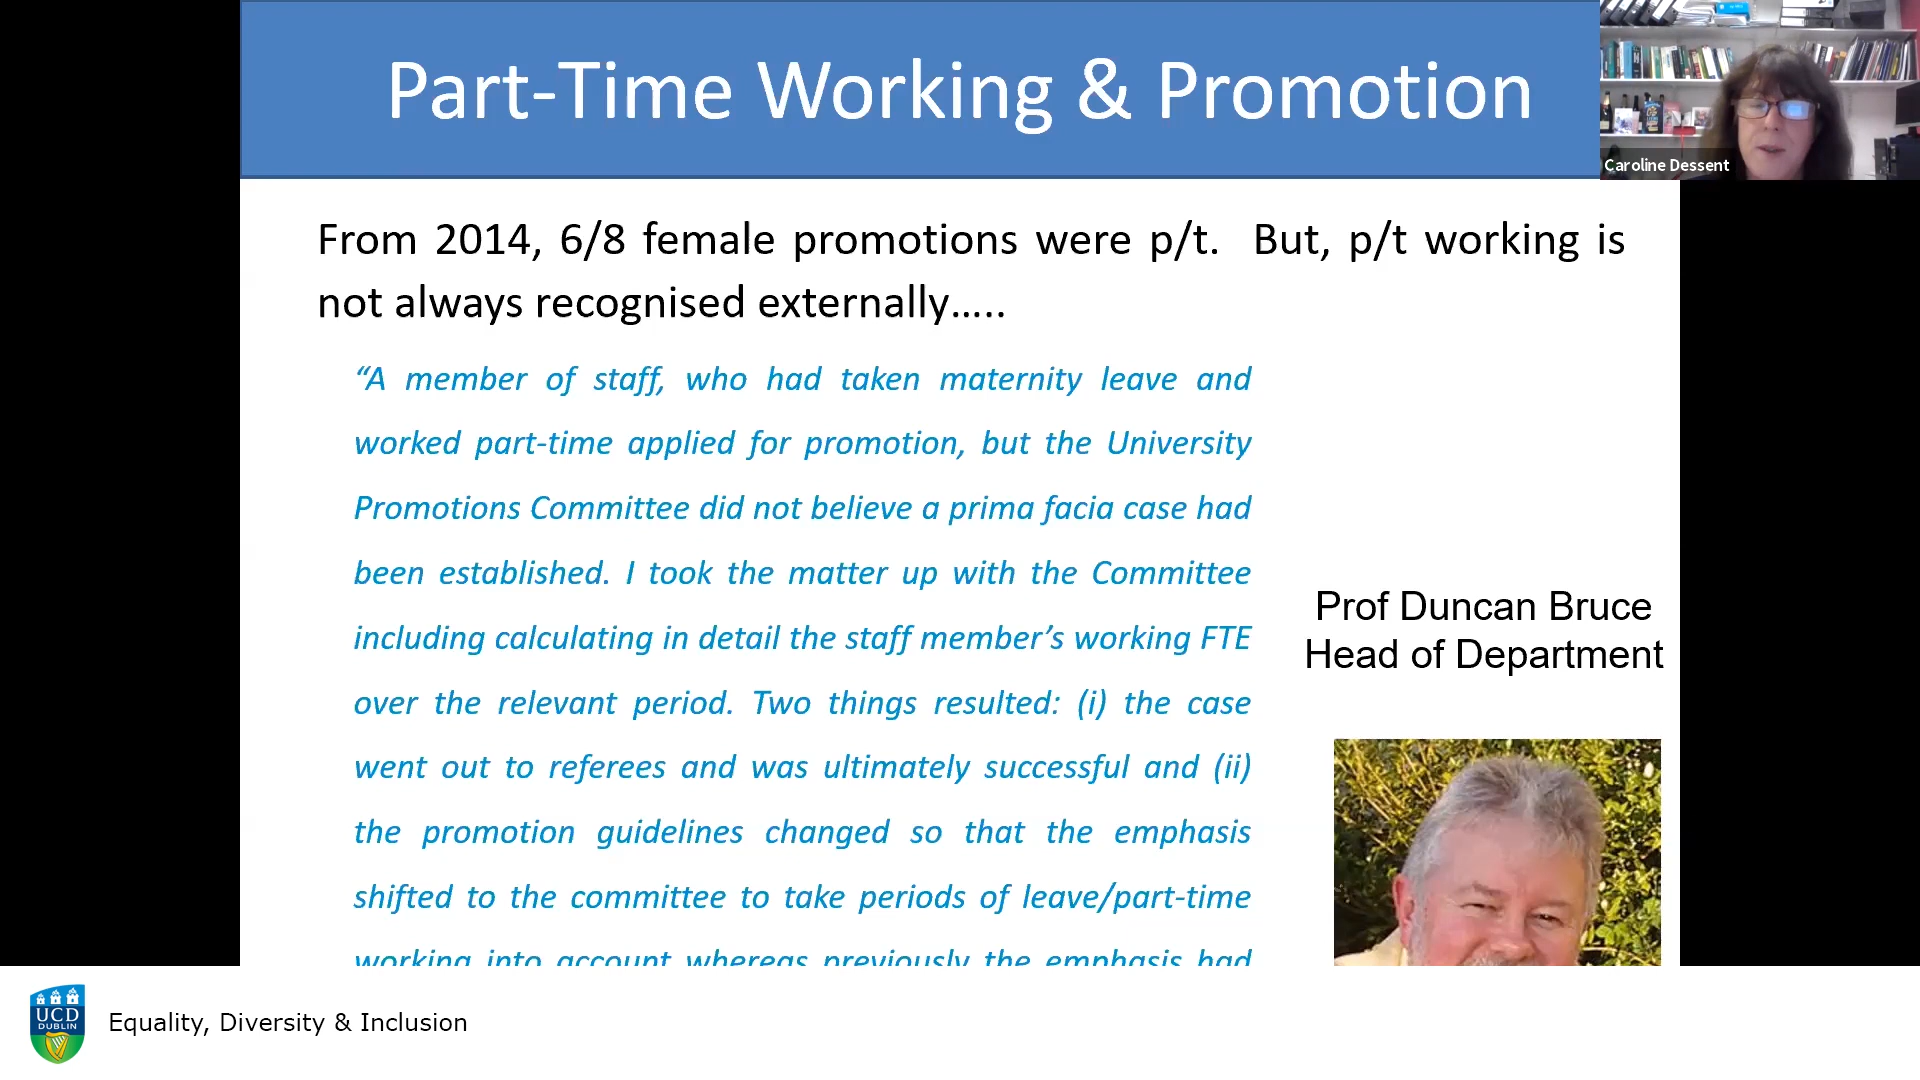 Part-Time Working & Promotion
Caroline Dessent
From 2014, 6/8 female promotions were p/t. But, p/t working is
not always recognised externally…..
“A member of staff, who had taken maternity leave and
worked part-time applied for promotion, but the University
Promotions Committee did not believe a prima facia case had
been established. I took the matter up with the Committee
including calculating in detail the staff member’s working FTE
over the relevant period. Two things resulted: (i) the case
went out to referees and was ultimately successful and (ii)
the promotion guidelines changed so that the emphasis
shifted to the committee to take periods of leave/part-time
working into account whereas previously the emphasis had
Prof Duncan Bruce
Head of Department
UCD
DUBLIN
Equality, Diversity & Inclusion